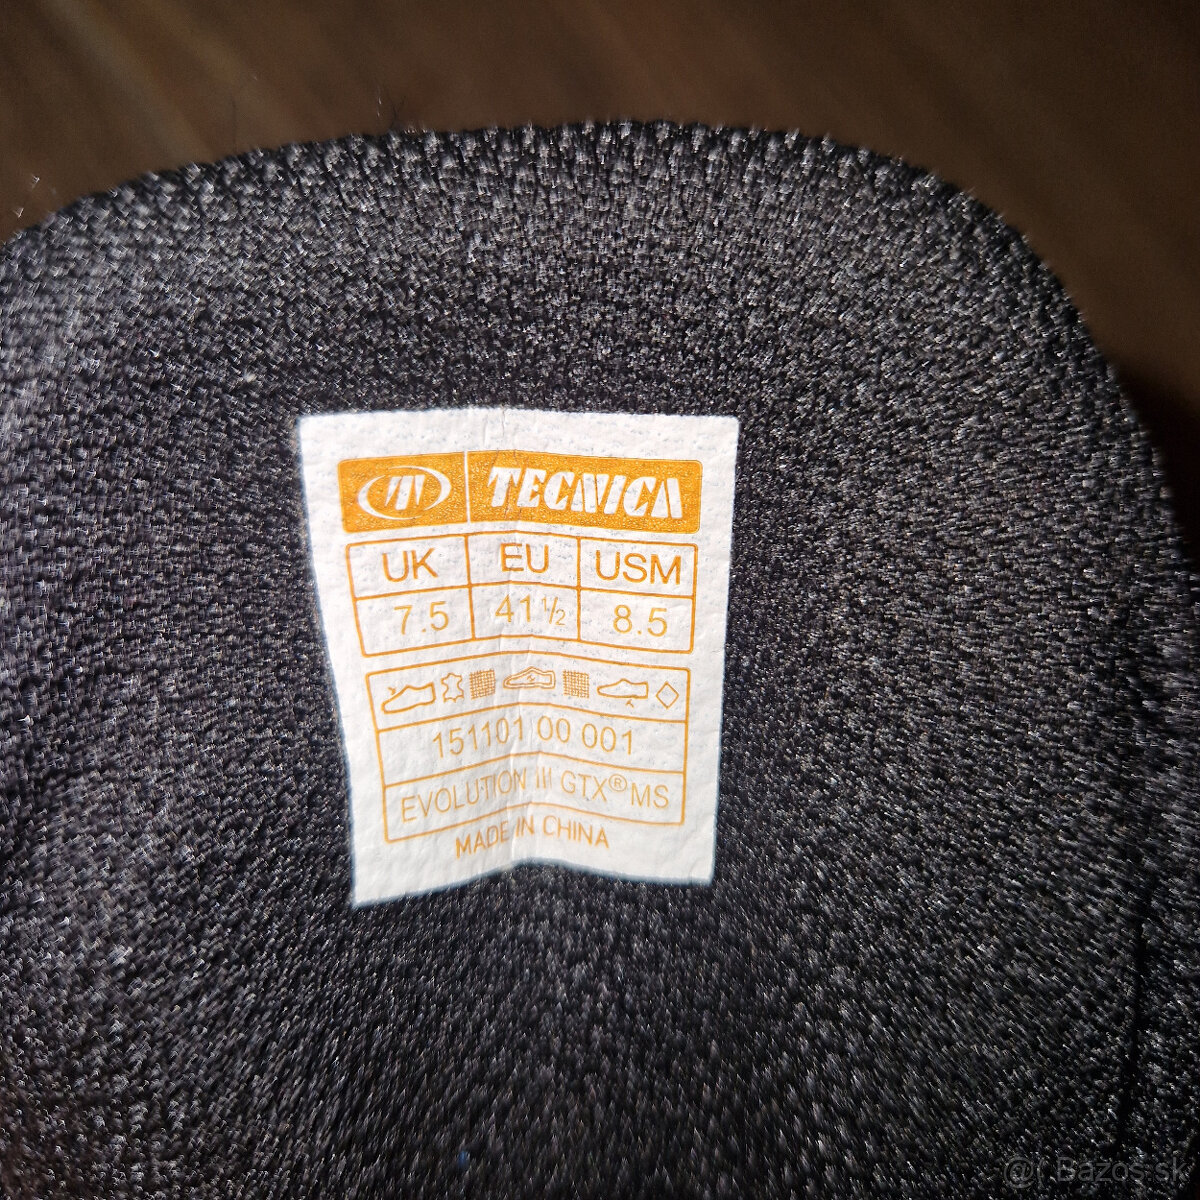 TECNICA
UK EU USM
7.5 41 ½ 8.5
151101 00 001
EVOLUTION III GTX® MS
MADE IN CHINA
@( Bazos.sk